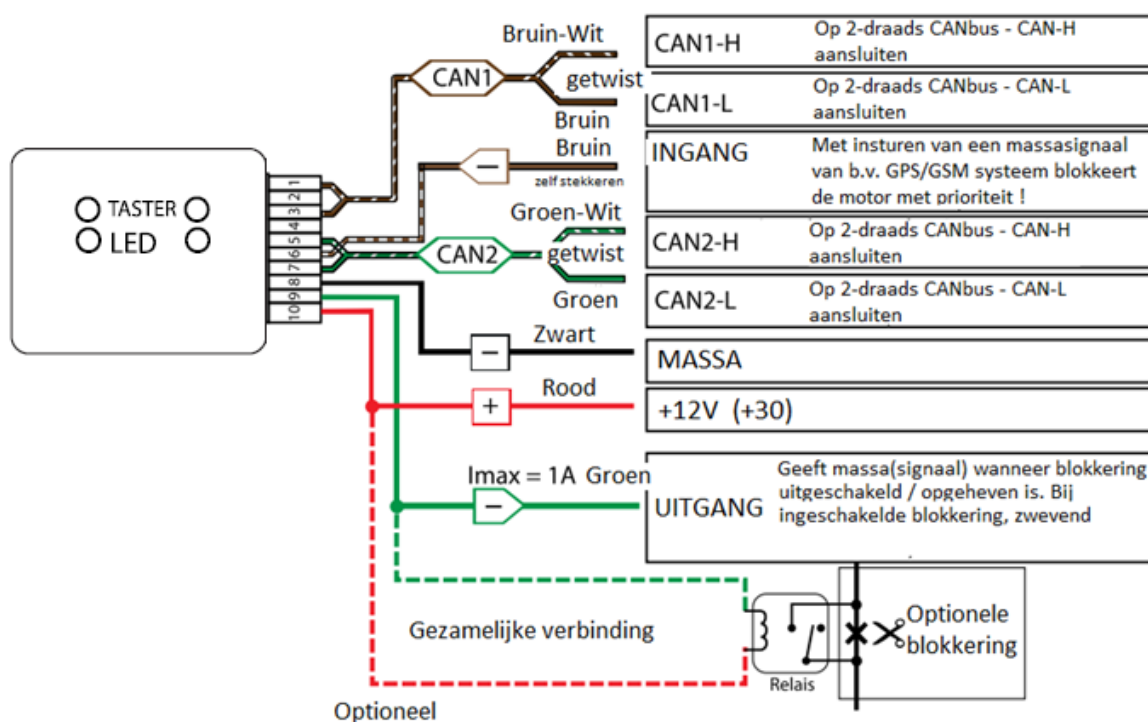 Bruin-Wit
CAN1
getwist
Bruin
CAN1-H
Op 2-draads CANbus - CAN-H
aansluiten
CAN1-L
Op 2-draads CANbus - CAN-L
aansluiten
Bruin
zelf stekkeren
INGANG
Met insturen van een massasignaal
van b.v. GPS/GSM systeem blokkeert
de motor met prioriteit !
TASTER
LED
1
2
3
4
5
6
7
8
9
10
Groen-Wit
CAN2
getwist
Groen
CAN2-H
Op 2-draads CANbus - CAN-H
aansluiten
CAN2-L
Op 2-draads CANbus - CAN-L
aansluiten
Zwart
MASSA
Rood
+12V (+30)
Imax = 1A Groen
UITGANG
Geeft massa(signaal) wanneer blokkering
uitgeschakeld / opgeheven is. Bij
ingeschakelde blokkering, zwevend
Gezamelijke verbinding
Optionele
blokkering
Relais
Optioneel